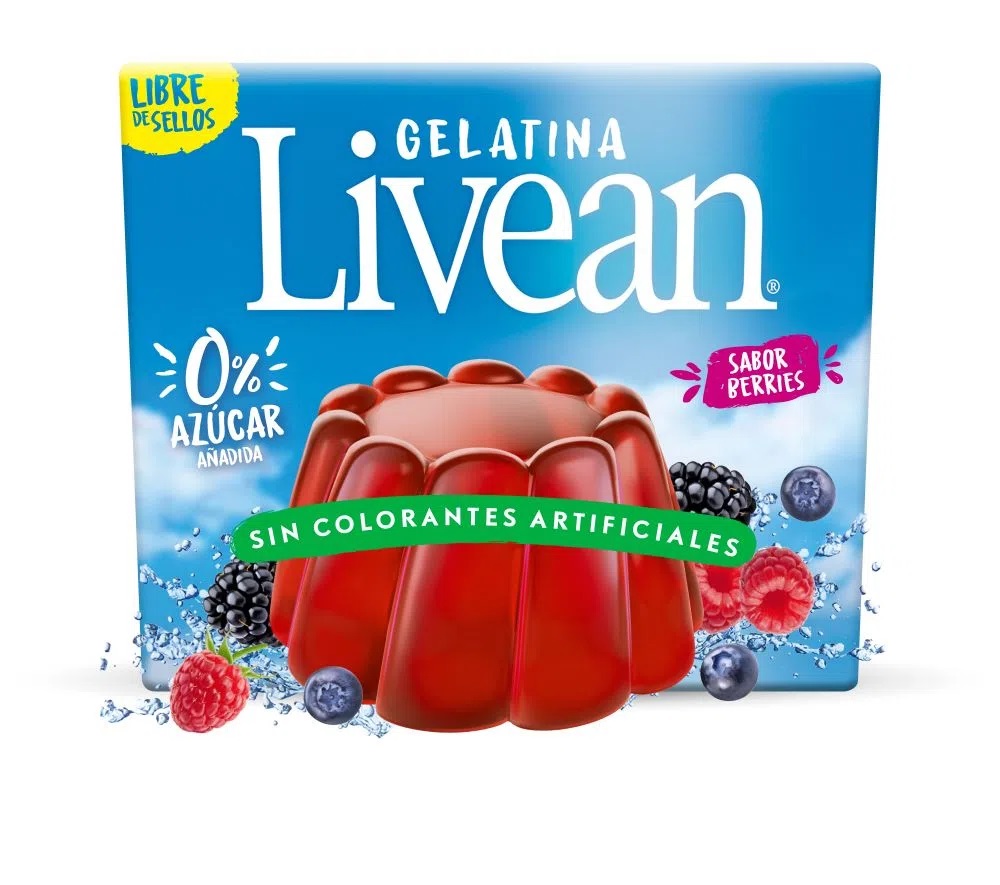 LIBRE
DE SELLOS
GELATINA
Livean®
0%
AZÚCAR
AÑADIDA
SABOR
BERRIES
SIN COLORANTES ARTIFICIALES